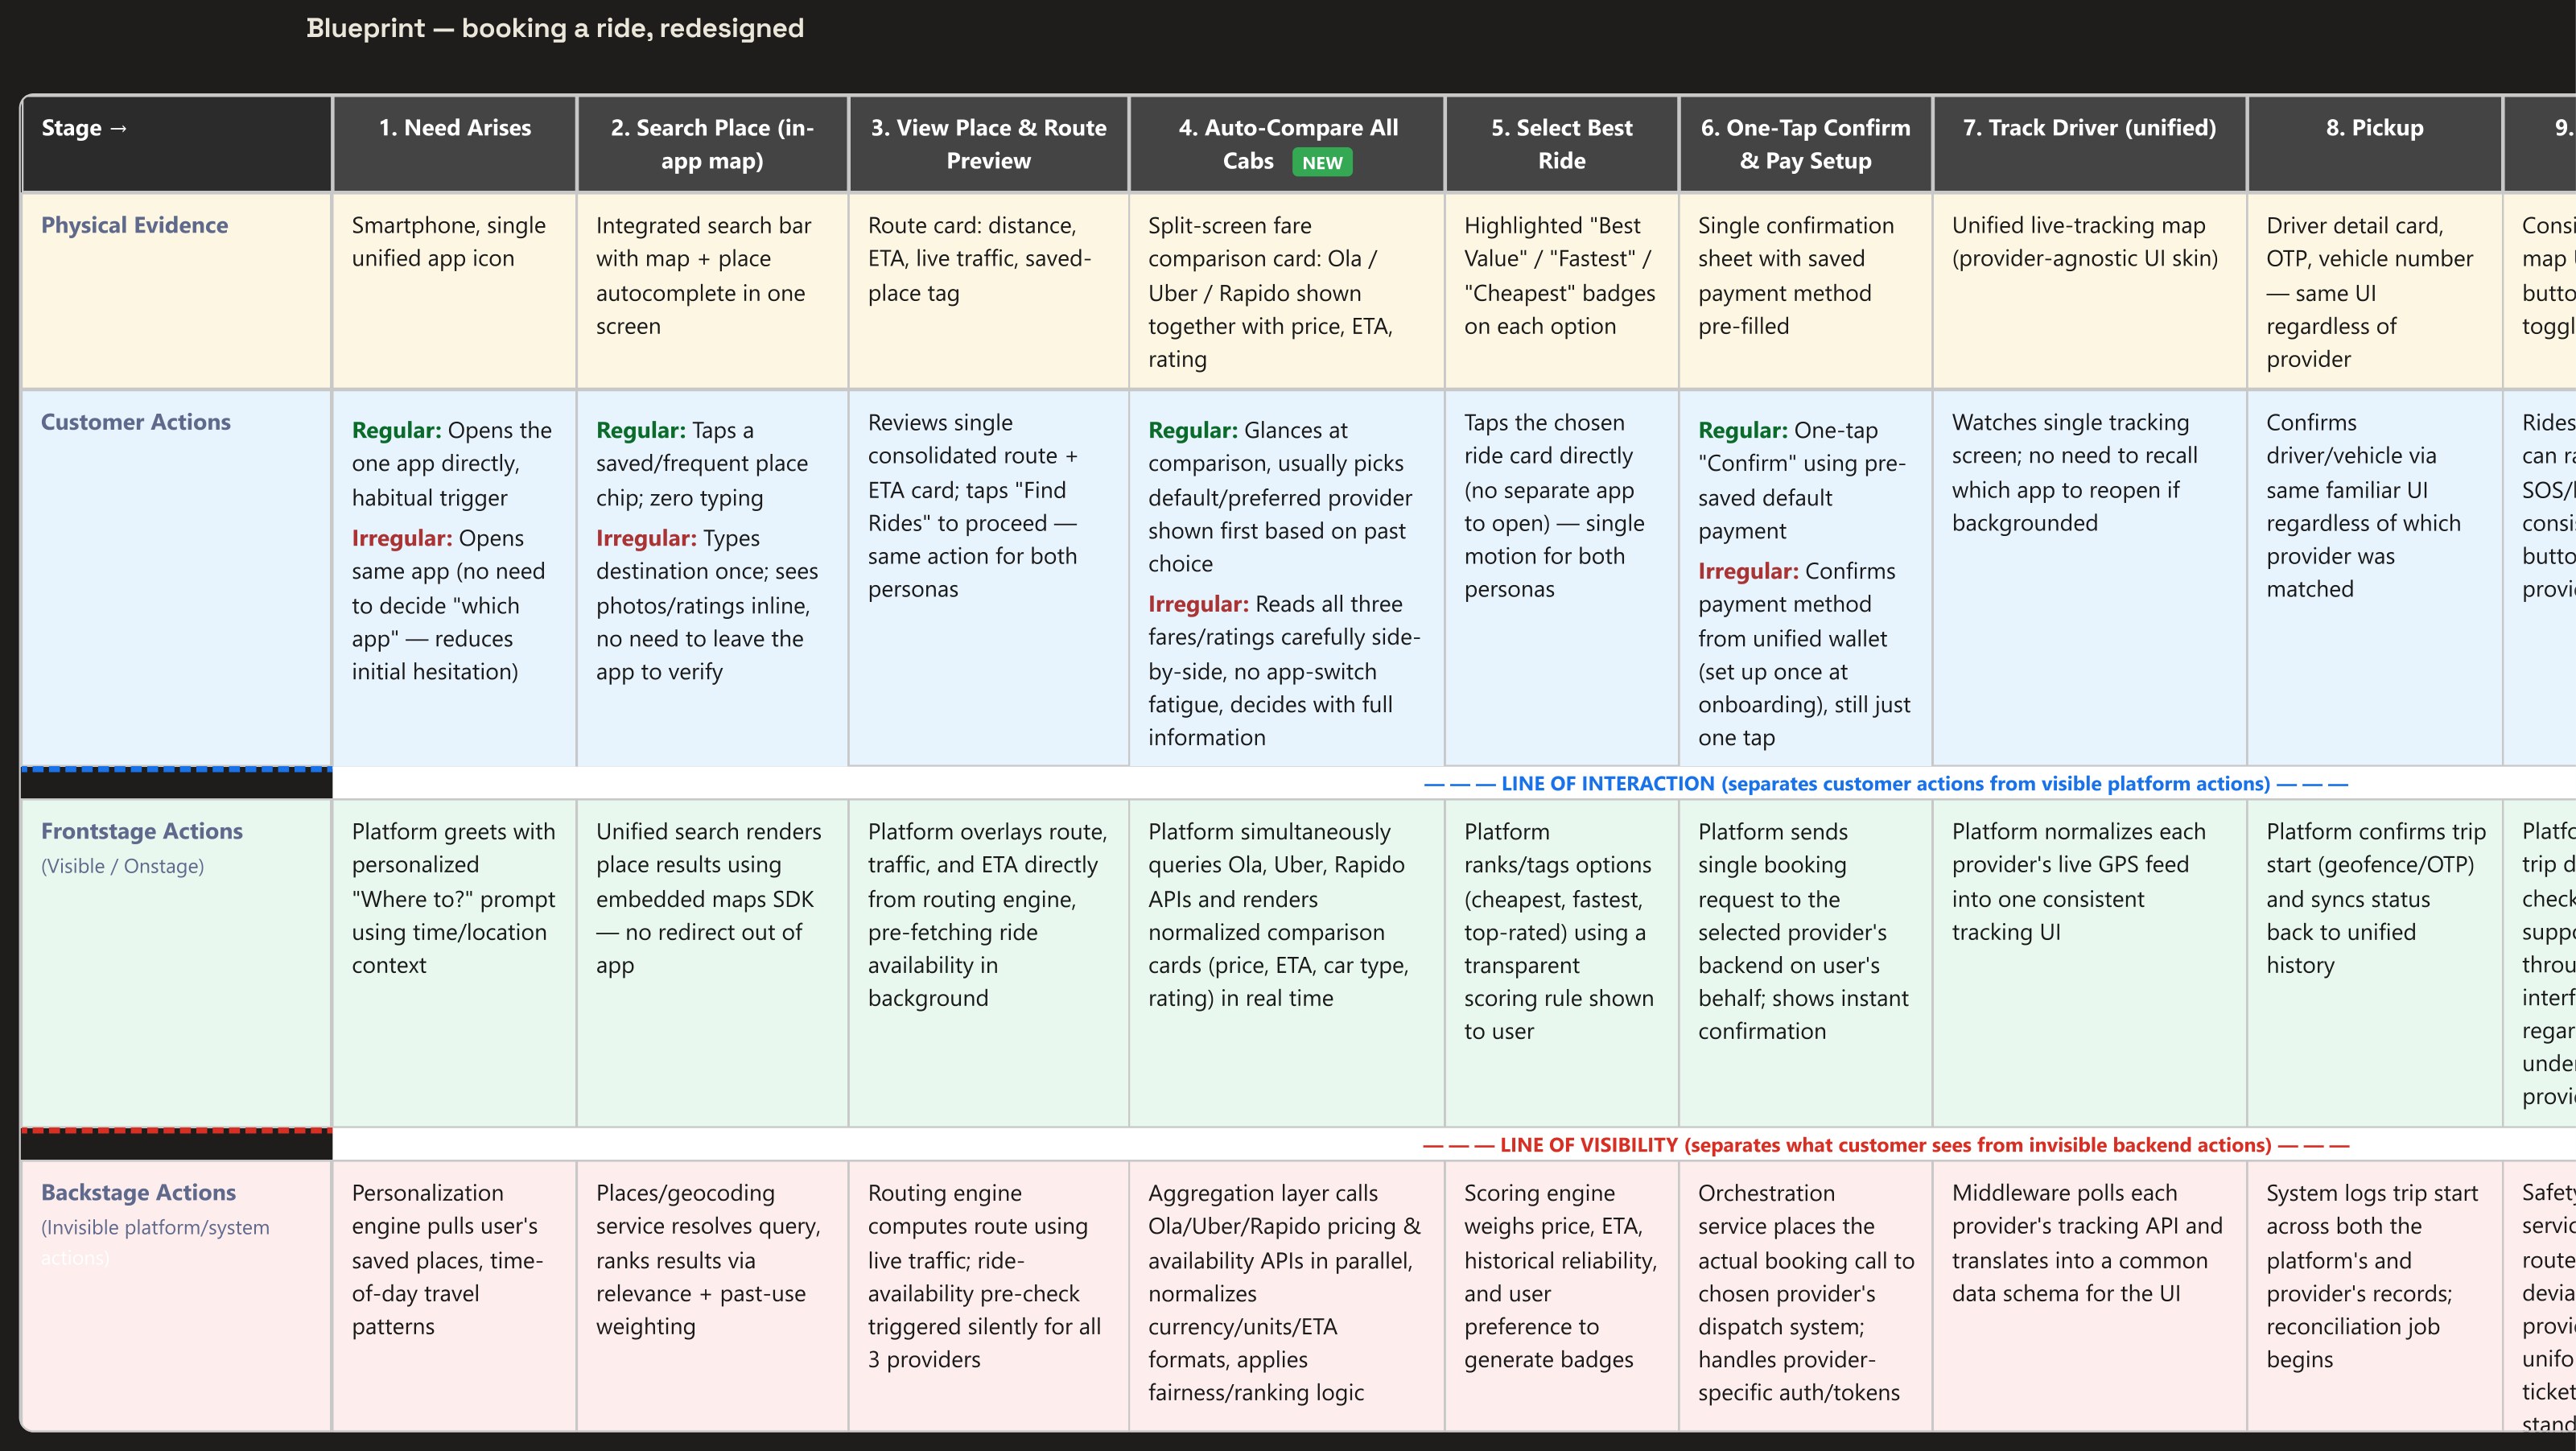 Blueprint — booking a ride, redesigned
Stage →
1. Need Arises
2. Search Place (in-
app map)
3. View Place & Route
Preview
4. Auto-Compare All
Cabs NEW
5. Select Best
Ride
6. One-Tap Confirm
& Pay Setup
7. Track Driver (unified)
8. Pickup
9.
Physical Evidence
Smartphone, single
unified app icon
Integrated search bar
with map + place
autocomplete in one
screen
Route card: distance,
ETA, live traffic, saved-
place tag
Split-screen fare
comparison card: Ola /
Uber / Rapido shown
together with price, ETA,
rating
Highlighted "Best
Value" / "Fastest" /
"Cheapest" badges
on each option
Single confirmation
sheet with saved
payment method
pre-filled
Unified live-tracking map
(provider-agnostic UI skin)
Driver detail card,
OTP, vehicle number
— same UI
regardless of
provider
map
Customer Actions
Regular: Opens the
one app directly,
habitual trigger
Irregular: Opens
same app (no need
to decide "which
app" — reduces
initial hesitation)
Regular: Taps a
saved/frequent place
chip; zero typing
Irregular: Types
destination once; sees
photos/ratings inline,
no need to leave the
app to verify
Reviews single
consolidated route +
ETA card; taps "Find
Rides" to proceed —
same action for both
personas
Regular: Glances at
comparison, usually picks
default/preferred provider
shown first based on past
choice
Irregular: Reads all three
fares/ratings carefully side-
by-side, no app-switch
fatigue, decides with full
information
Taps the chosen
ride card directly
(no separate app
to open) — single
motion for both
personas
Regular: One-tap
"Confirm" using pre-
saved default
payment
Irregular: Confirms
payment method
from unified wallet
(set up once at
onboarding), still just
one tap
Watches single tracking
screen; no need to recall
which app to reopen if
backgrounded
Confirms
driver/vehicle via
same familiar UI
regardless of which
provider was
matched
Rides
can
— — — LINE OF INTERACTION (separates customer actions from visible platform actions) — — —
Frontstage Actions
(Visible / Onstage)
Platform greets with
personalized
"Where to?" prompt
using time/location
context
Unified search renders
place results using
embedded maps SDK
— no redirect out of
app
Platform overlays route,
traffic, and ETA directly
from routing engine,
pre-fetching ride
availability in
background
Platform simultaneously
queries Ola, Uber, Rapido
APIs and renders
normalized comparison
cards (price, ETA, car type,
rating) in real time
Platform
ranks/tags options
(cheapest, fastest,
top-rated) using a
transparent
scoring rule shown
to user
Platform sends
single booking
request to the
selected provider's
backend on user's
behalf; shows instant
confirmation
Platform normalizes each
provider's live GPS feed
into one consistent
tracking UI
Platform confirms trip
start (geofence/OTP)
and syncs status
back to unified
history
trip
— — — LINE OF VISIBILITY (separates what customer sees from invisible backend actions) — — —
Backstage Actions
(Invisible platform/system
actions)
Personalization
engine pulls user's
saved places, time-
of-day travel
patterns
Places/geocoding
service resolves query,
ranks results via
relevance + past-use
weighting
Routing engine
computes route using
live traffic; ride-
availability pre-check
triggered silently for all
3 providers
Aggregation layer calls
Ola/Uber/Rapido pricing &
availability APIs in parallel,
normalizes
currency/units/ETA
formats, applies
fairness/ranking logic
Scoring engine
weighs price, ETA,
historical reliability,
and user
preference to
generate badges
Orchestration
service places the
actual booking call to
chosen provider's
dispatch system;
handles provider-
specific auth/tokens
Middleware polls each
provider's tracking API and
translates into a common
data schema for the UI
System logs trip start
across both the
platform's and
provider's records;
reconciliation job
begins